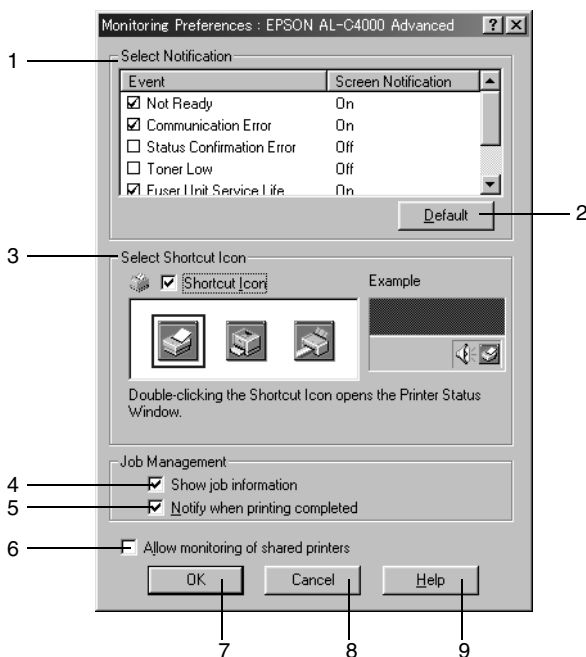 Monitoring Preferences : EPSON AL-C4000 Advanced
1
Select Notification
Event Screen Notification
Not Ready On
Communication Error On
Status Confirmation Error Off
Toner Low Off
Fuser Unit Service Life On
Default
2
3
Select Shortcut Icon
Shortcut Icon
Example
Double-clicking the Shortcut Icon opens the Printer Status
Window.
Job Management
4
Show job information
5
Notify when printing completed
6
Allow monitoring of shared printers
OK Cancel Help
7 8 9